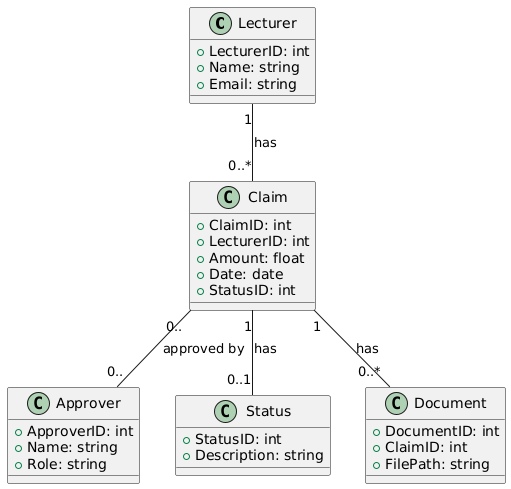 C Lecturer
LecturerID: int
Name: string
Email: string
1
has
0..*
C Claim
ClaimID: int
LecturerID: int
Amount: float
Date: date
StatusID: int
0.. 1 1
approved by has has
0.. 0..1 0..*
C Approver
ApproverID: int
Name: string
Role: string
C Status
StatusID: int
Description: string
C Document
DocumentID: int
ClaimID: int
FilePath: string